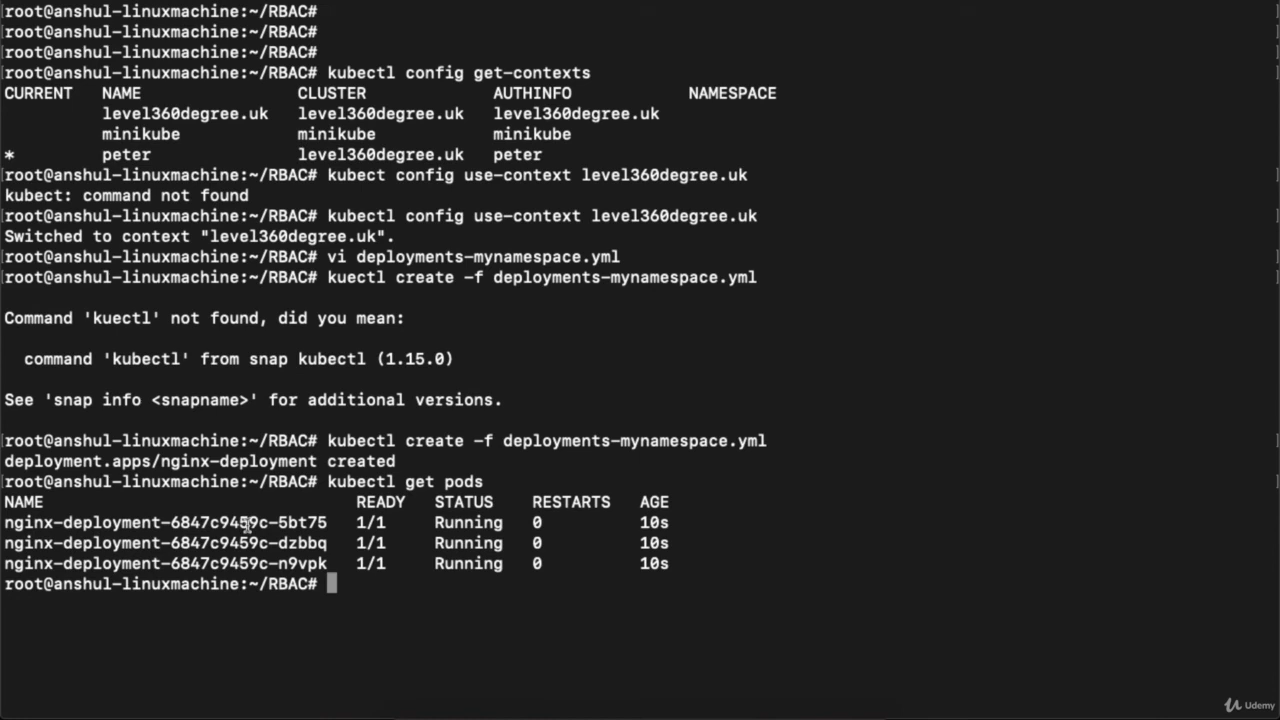 root@anshul-linuxmachine:~/RBAC#
root@anshul-linuxmachine:~/RBAC#
root@anshul-linuxmachine:~/RBAC#
root@anshul-linuxmachine:~/RBAC# kubectl config get-contexts
CURRENT NAME CLUSTER AUTHINFO NAMESPACE
level360degree.uk level360degree.uk level360degree.uk
minikube minikube minikube
* peter level360degree.uk peter
root@anshul-linuxmachine:~/RBAC# kubect config use-context level360degree.uk
kubect: command not found
root@anshul-linuxmachine:~/RBAC# kubectl config use-context level360degree.uk
Switched to context "level360degree.uk".
root@anshul-linuxmachine:~/RBAC# vi deployments-mynamespace.yml
root@anshul-linuxmachine:~/RBAC# kuectl create -f deployments-mynamespace.yml
Command 'kuectl' not found, did you mean:
command 'kubectl' from snap kubectl (1.15.0)
See 'snap info <snapname>' for additional versions.
root@anshul-linuxmachine:~/RBAC# kubectl create -f deployments-mynamespace.yml
deployment.apps/nginx-deployment created
root@anshul-linuxmachine:~/RBAC# kubectl get pods
NAME READY STATUS RESTARTS AGE
nginx-deployment-6847c9459c-5bt75 1/1 Running 0 10s
nginx-deployment-6847c9459c-dzbbq 1/1 Running 0 10s
nginx-deployment-6847c9459c-n9vpk 1/1 Running 0 10s
root@anshul-linuxmachine:~/RBAC#
Udemy